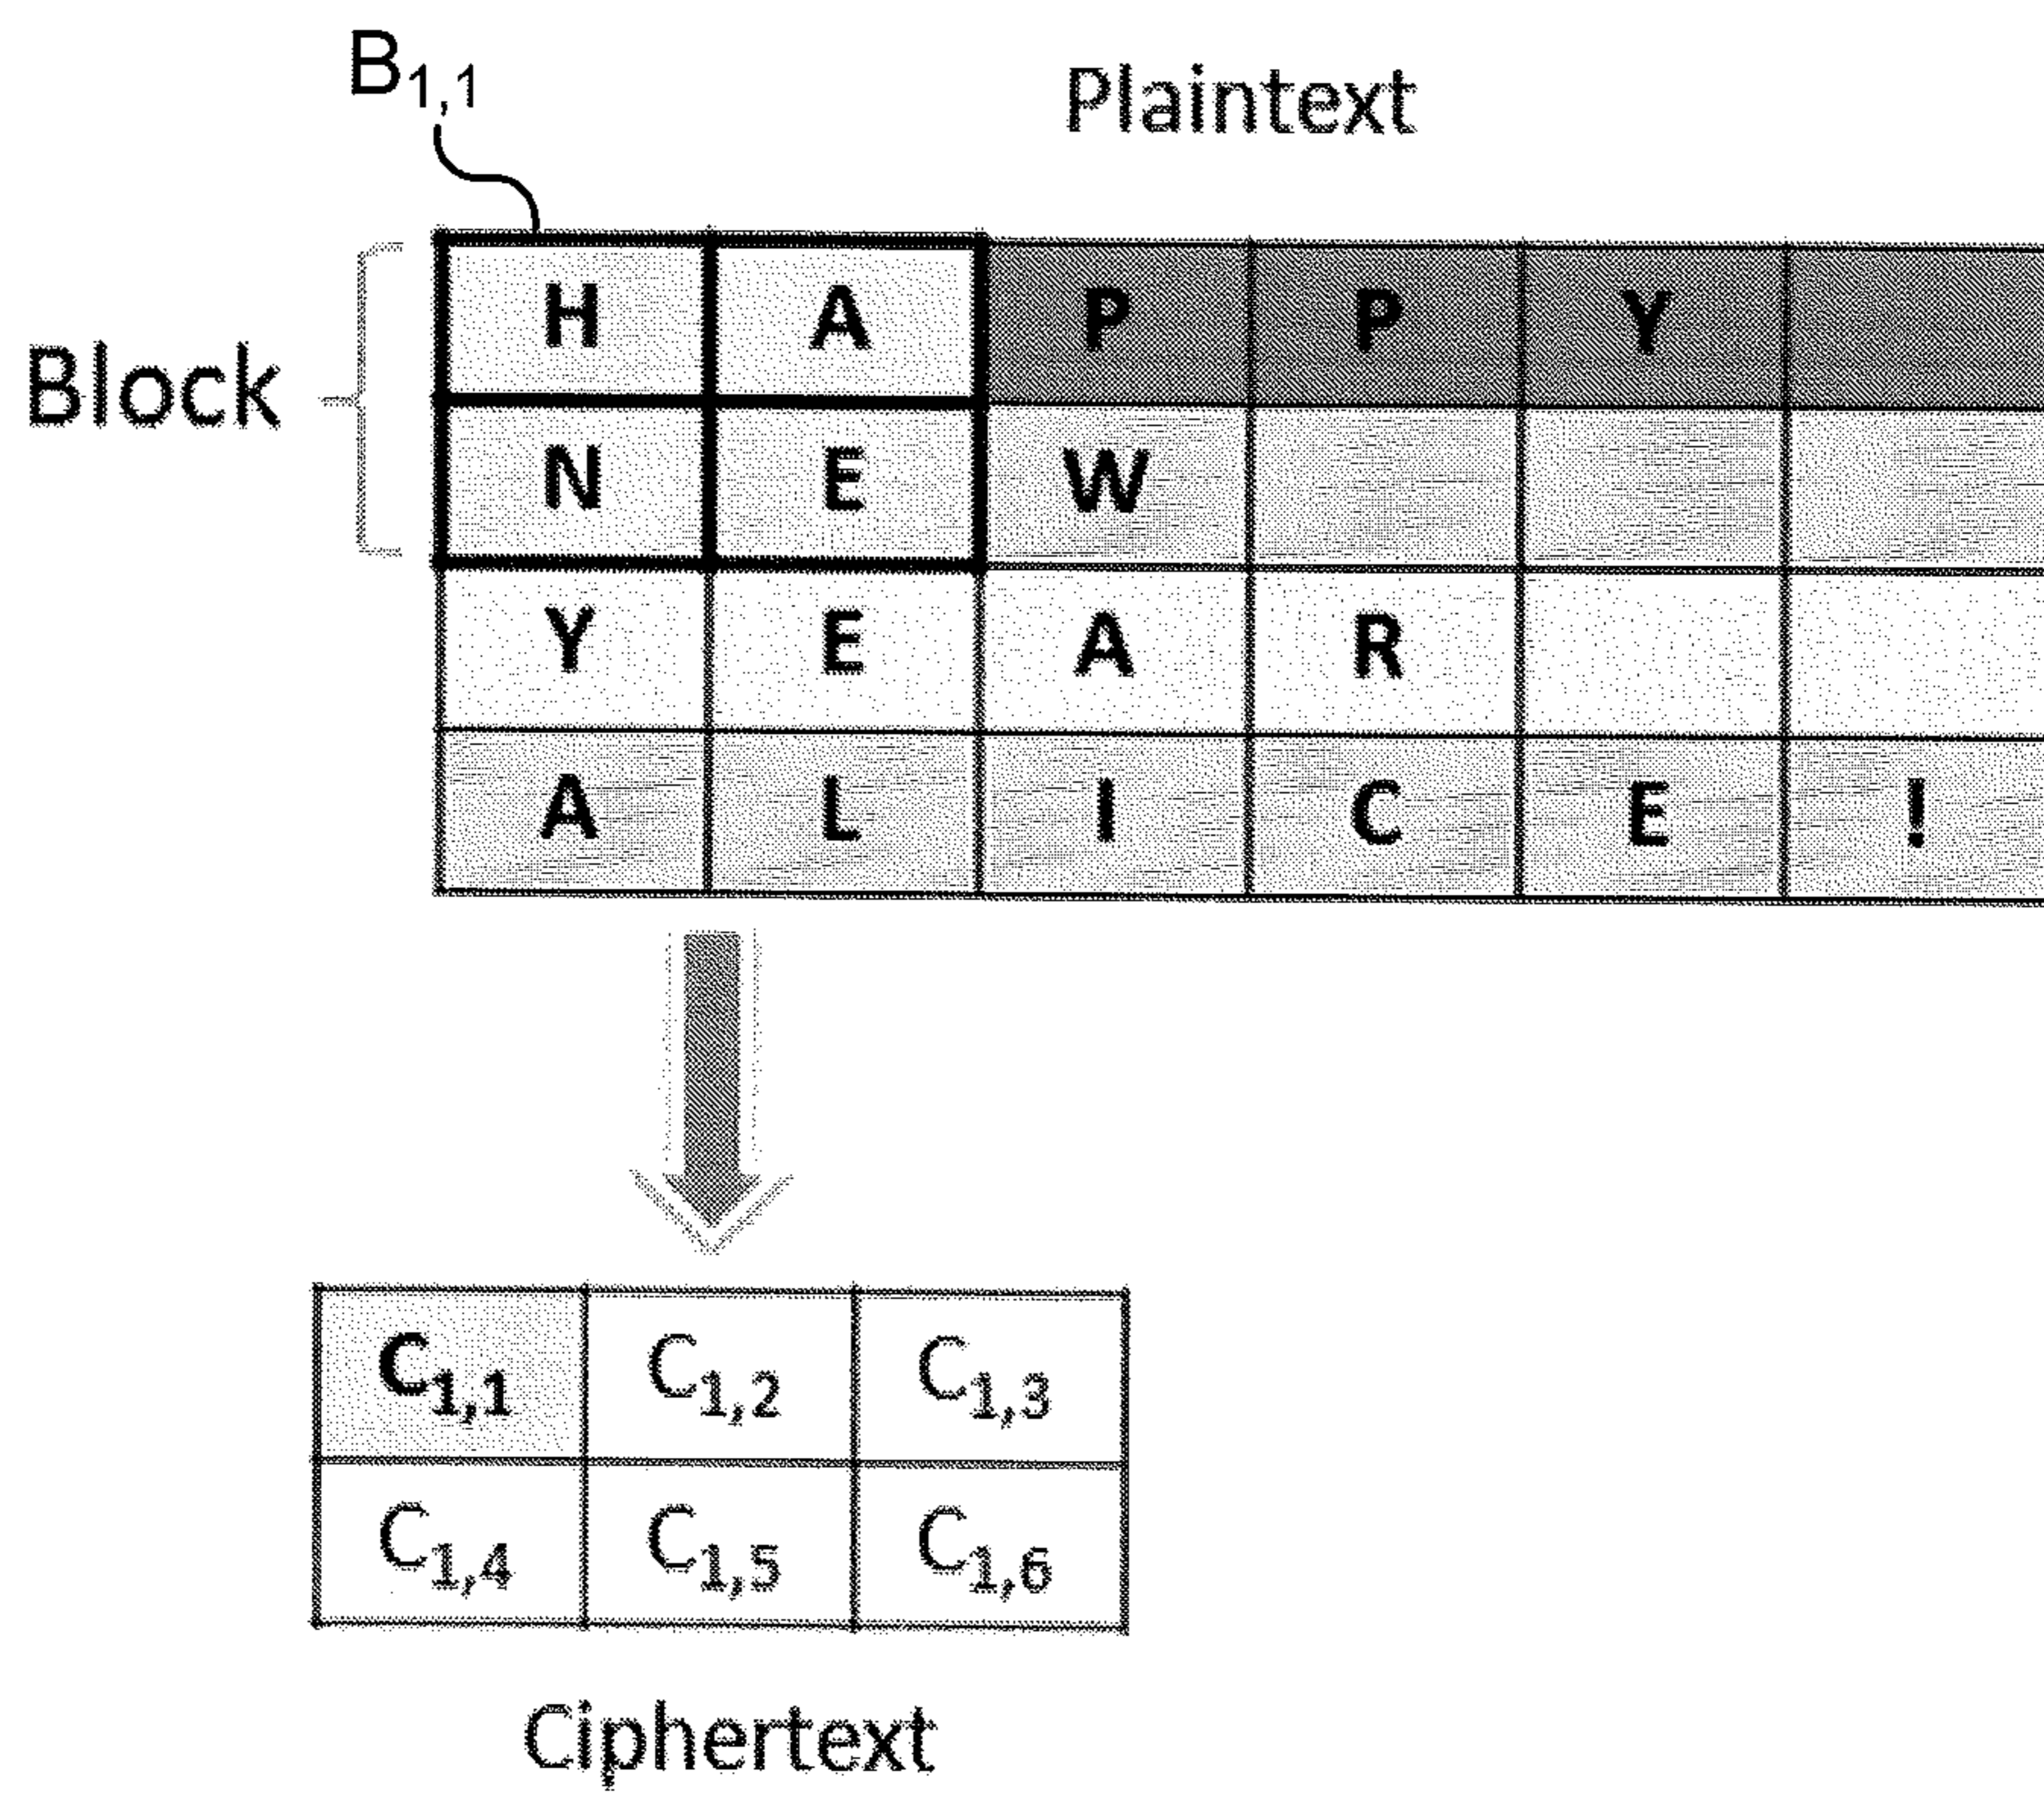 B1,1
Plaintext
Block
H A P P Y
N E W
Y E A R
A L I C E !
C1,1 C1,2 C1,3
C1,4 C1,5 C1,6
Ciphertext